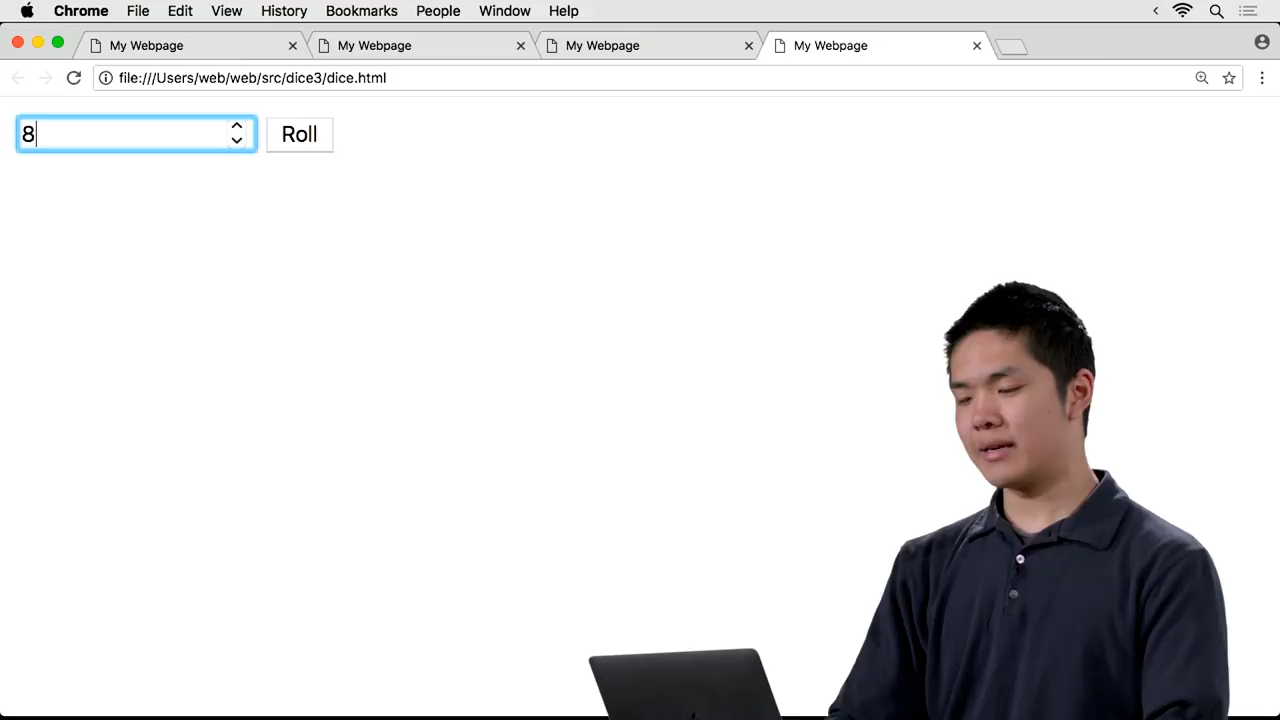 Chrome File Edit View History Bookmarks People Window Help
My Webpage My Webpage My Webpage My Webpage
file:///Users/web/web/src/dice3/dice.html
8 Roll